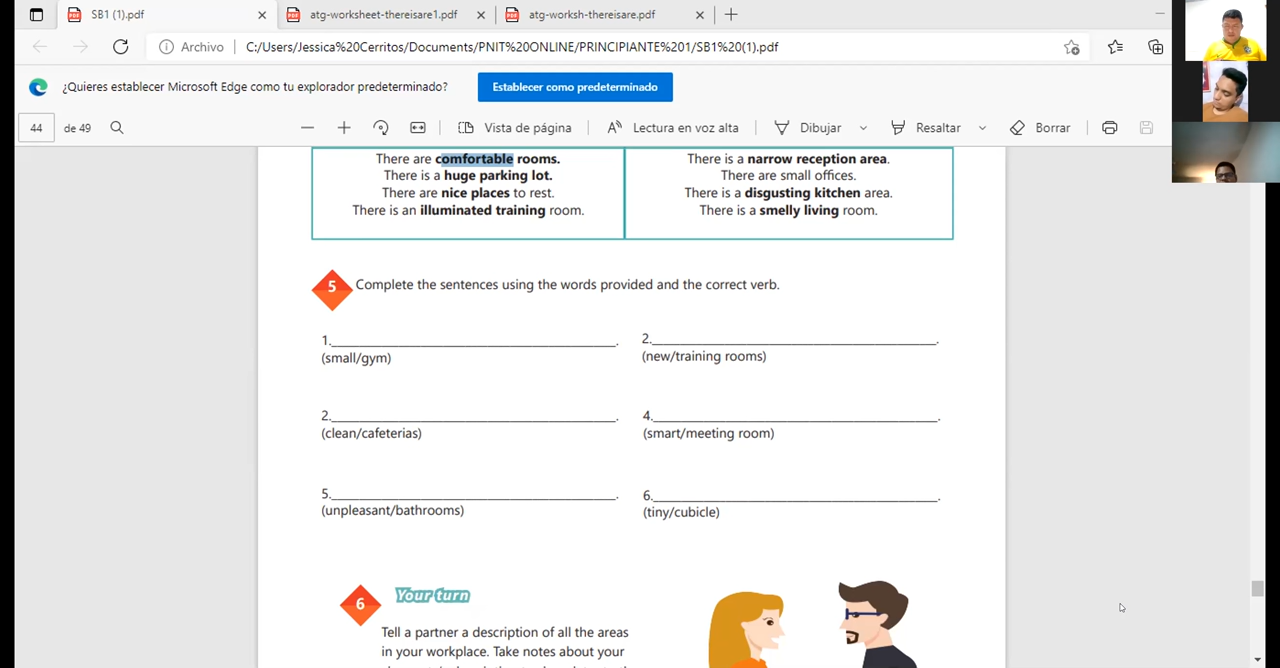 SB1 (1).pdf
atg-worksheet-thereisare1.pdf
atg-worksh-thereisare.pdf
Archivo
C:/Users/Jessica%20Cerritos/Documents/PNIT%20ONLINE/PRINCIPIANTE%201/SB1%20(1).pdf
¿Quieres establecer Microsoft Edge como tu explorador predeterminado?
Establecer como predeterminado
44
de 49
Vista de página
Lectura en voz alta
Dibujar
Resaltar
Borrar
There are comfortable rooms.
There is a huge parking lot.
There are nice places to rest.
There is an illuminated training room.
There is a narrow reception area.
There are small offices.
There is a disgusting kitchen area.
There is a smelly living room.
5 Complete the sentences using the words provided and the correct verb.
1.________________________________________.
(small/gym)
2.________________________________________.
(new/training rooms)
2.________________________________________.
(clean/cafeterias)
4.________________________________________.
(smart/meeting room)
5.________________________________________.
(unpleasant/bathrooms)
6.________________________________________.
(tiny/cubicle)
6 Your turn
Tell a partner a description of all the areas
in your workplace. Take notes about your